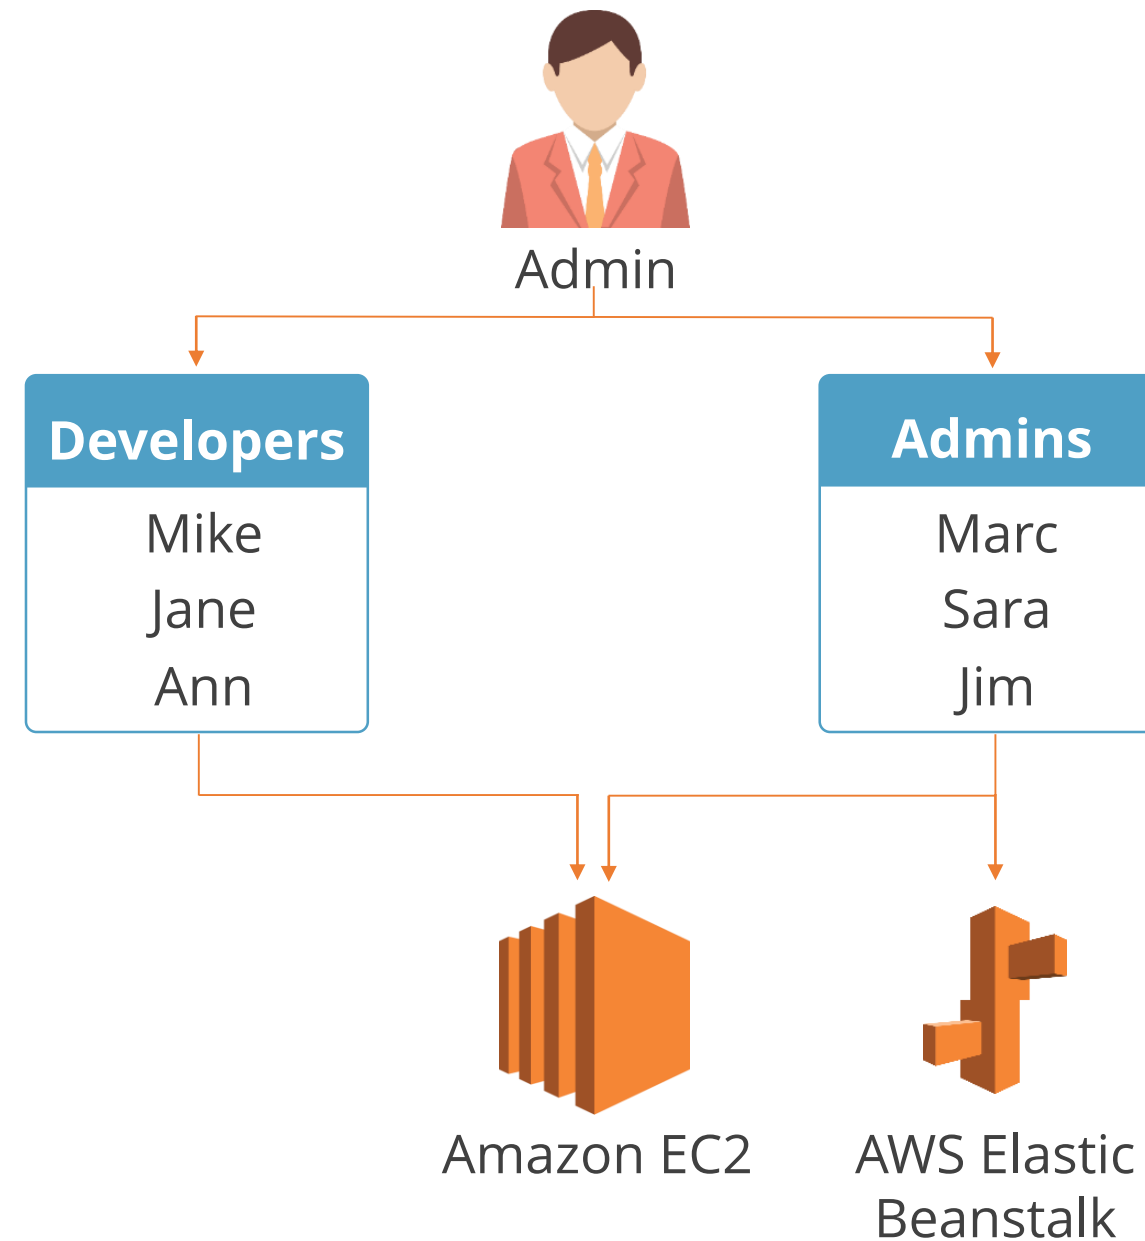 Admin
Developers
Mike
Jane
Ann
Admins
Marc
Sara
Jim
Amazon EC2
AWS Elastic
Beanstalk